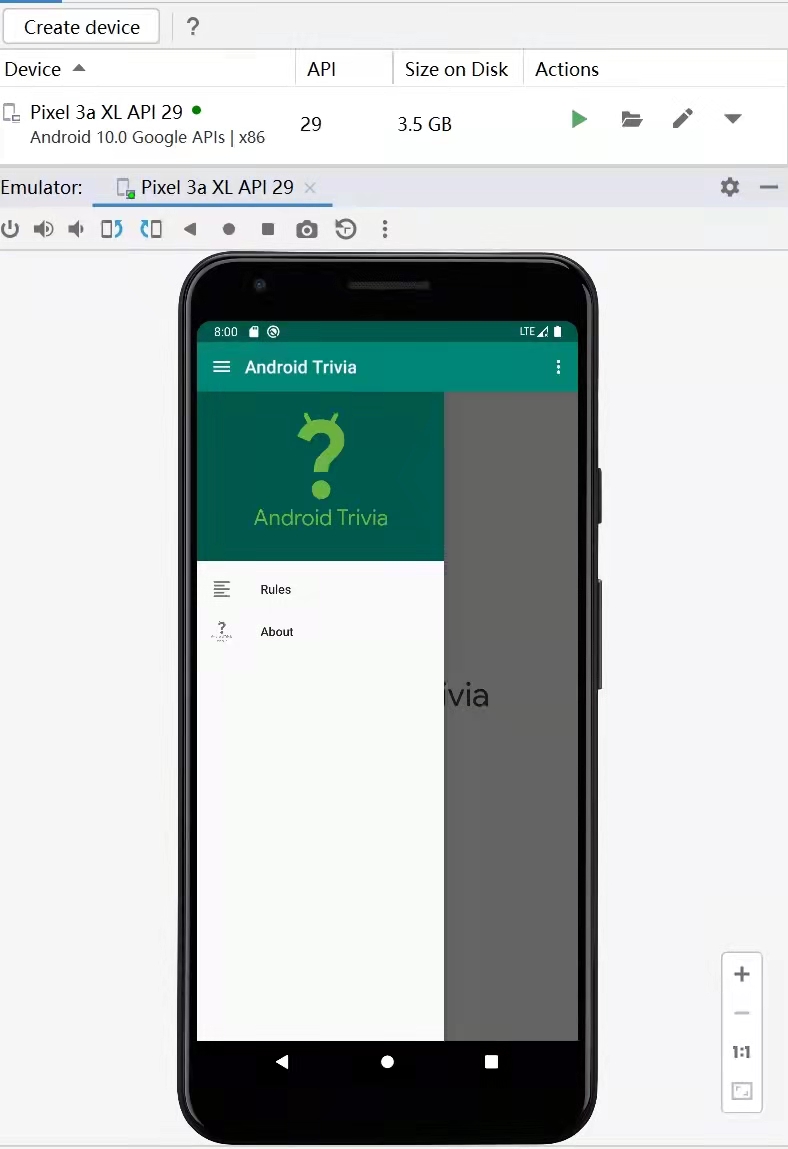 Create device ?
Device API Size on Disk Actions
Pixel 3a XL API 29
Android 10.0 Google APIs | x86
29 3.5 GB
Emulator: Pixel 3a XL API 29
8:00 LTE
Android Trivia
?
Android Trivia
Rules
About
ivia
1:1